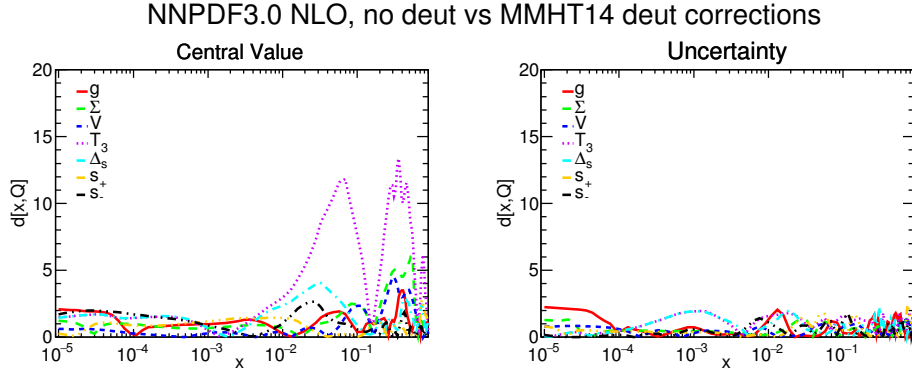 NNPDF3.0 NLO, no deut vs MMHT14 deut corrections
Central Value
d[x,Q]
20
15
10
5
0
g
Σ
V
T₃
Δₛ
s₊
s₋
10⁻⁵ 10⁻⁴ 10⁻³ 10⁻² 10⁻¹
x
Uncertainty
d[x,Q]
20
15
10
5
0
g
Σ
V
T₃
Δₛ
s₊
s₋
10⁻⁵ 10⁻⁴ 10⁻³ 10⁻² 10⁻¹
x